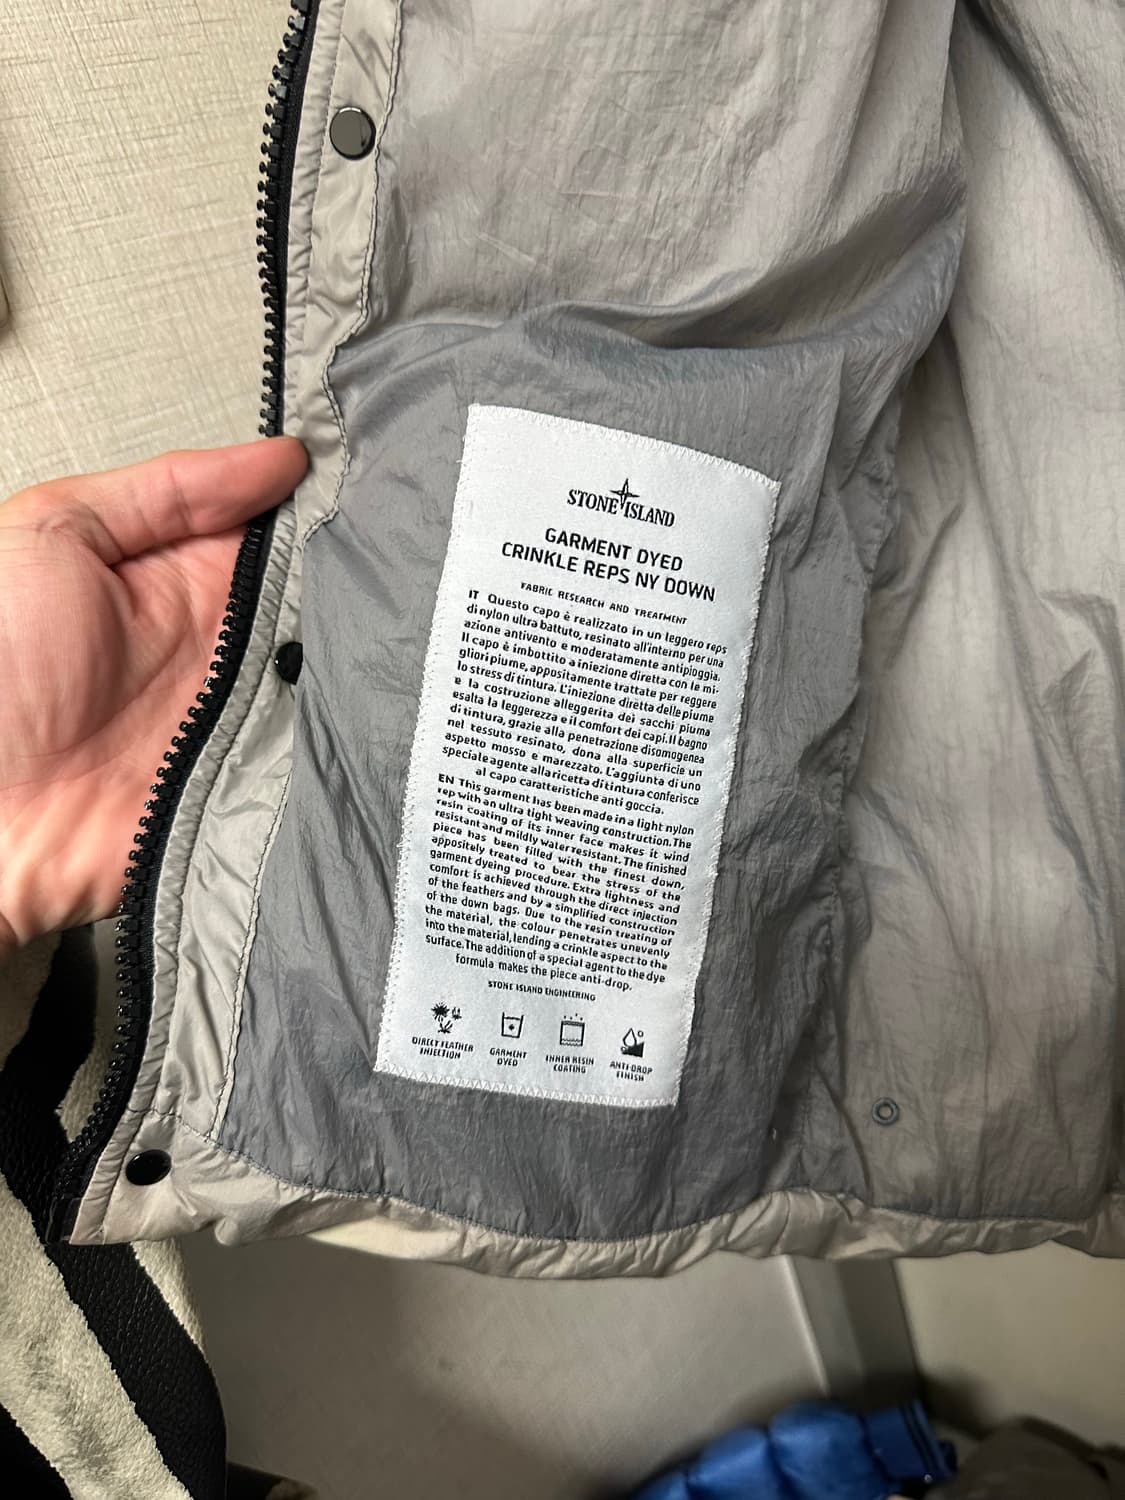 STONE ISLAND
GARMENT DYED
CRINKLE REPS NY DOWN
FABRIC RESEARCH AND TREATMENT
IT Questo capo è realizzato in un leggero reps
di nylon ultra battuto, resinato all'interno per una
azione antivento e moderatamente antipioggia.
Il capo è imbottito a iniezione diretta con le mi-
gliori piume, appositamente trattate per reggere
lo stress di tintura. L'iniezione diretta delle piume
e la costruzione alleggerita dei sacchi piuma
esalta la leggerezza e il comfort dei capi. Il bagno
di tintura, grazie alla penetrazione disomogenea
nel tessuto resinato, dona alla superficie un
aspetto mosso e marezzato. L'aggiunta di uno
speciale agente alla ricetta di tintura conferisce
al capo caratteristiche anti goccia.
EN This garment has been made in a light nylon
rep with an ultra tight weaving construction. The
resin coating of its inner face makes it wind
resistant and mildly water resistant. The finished
piece has been filled with the finest down,
appositely treated to bear the stress of the
garment dyeing procedure. Extra lightness and
comfort is achieved through the direct injection
of the feathers and by a simplified construction
of the down bags. Due to the resin treating of
the material, the colour penetrates unevenly
into the material, lending a crinkle aspect to the
surface. The addition of a special agent to the dye
formula makes the piece anti-drop.
STONE ISLAND ENGINEERING
DIRECT FEATHER
INJECTION
GARMENT
DYED
INNER RESIN
COATING
ANTI DROP
FINISH